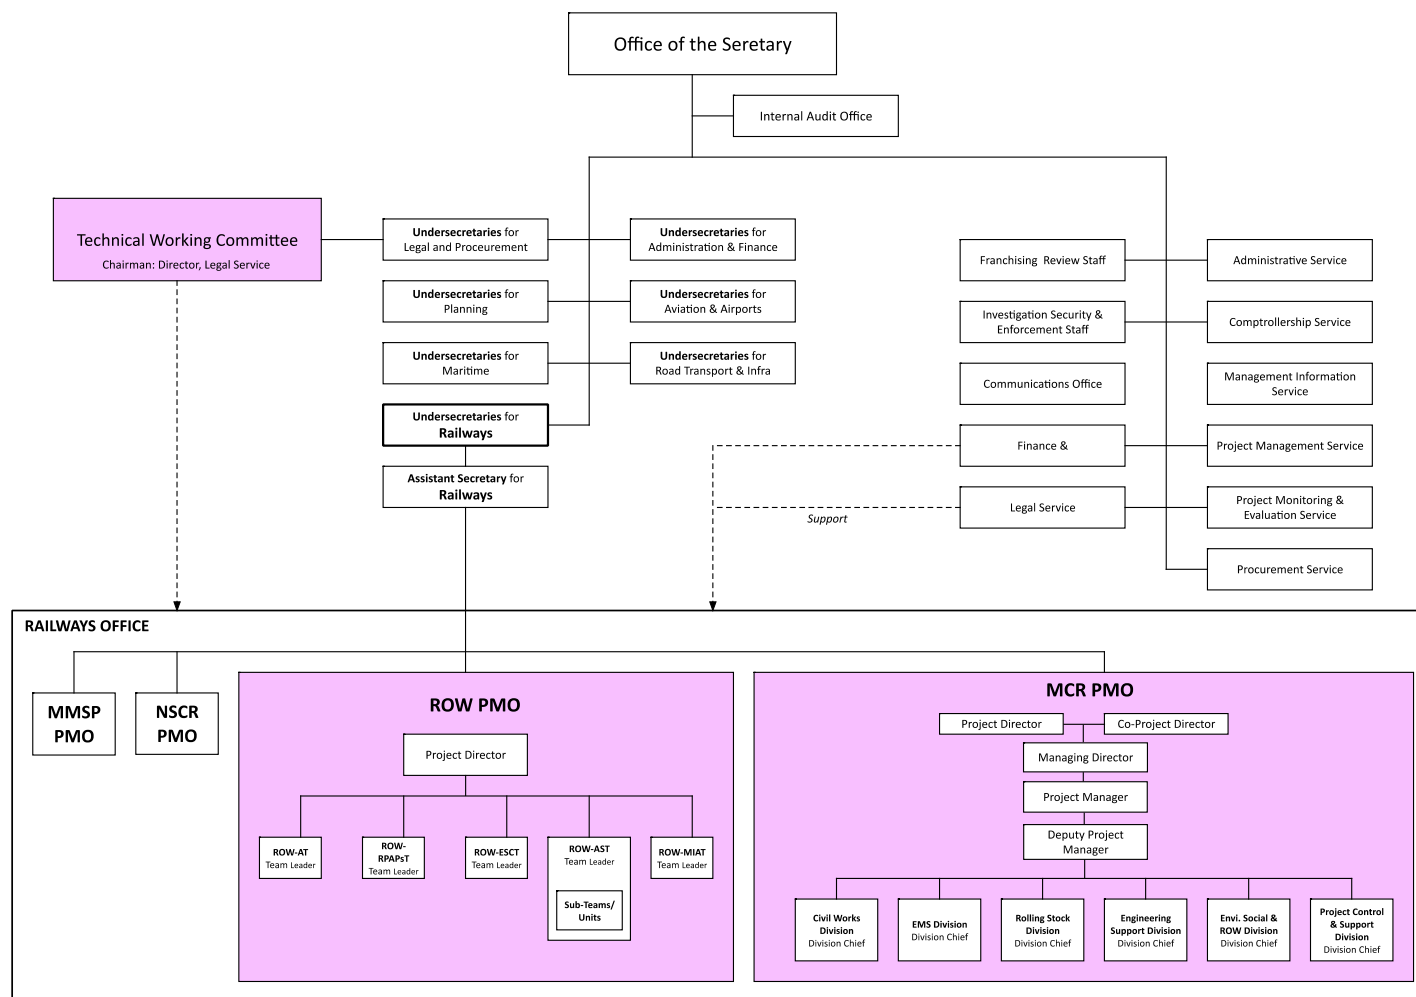 Office of the Seretary
Internal Audit Office
Technical Working Committee
Chairman: Director, Legal Service
Undersecretaries for
Legal and Proceurement
Undersecretaries for
Administration & Finance
Undersecretaries for
Planning
Undersecretaries for
Aviation & Airports
Undersecretaries for
Maritime
Undersecretaries for
Road Transport & Infra
Undersecretaries for
Railways
Assistant Secretary for
Railways
Franchising Review Staff
Administrative Service
Investigation Security &
Enforcement Staff
Comptrollership Service
Communications Office
Management Information
Service
Finance &
Project Management Service
Legal Service
Project Monitoring &
Evaluation Service
Support
Procurement Service
RAILWAYS OFFICE
MMSP
PMO
NSCR
PMO
ROW PMO
Project Director
ROW-AT
Team Leader
ROW-
RPAPsT
Team Leader
ROW-ESCT
Team Leader
ROW-AST
Team Leader
Sub-Teams/
Units
ROW-MIAT
Team Leader
MCR PMO
Project Director
Co-Project Director
Managing Director
Project Manager
Deputy Project
Manager
Civil Works
Division
Division Chief
EMS Division
Division Chief
Rolling Stock
Division
Division Chief
Engineering
Support Division
Division Chief
Envi. Social &
ROW Division
Division Chief
Project Control
& Support
Division
Division Chief